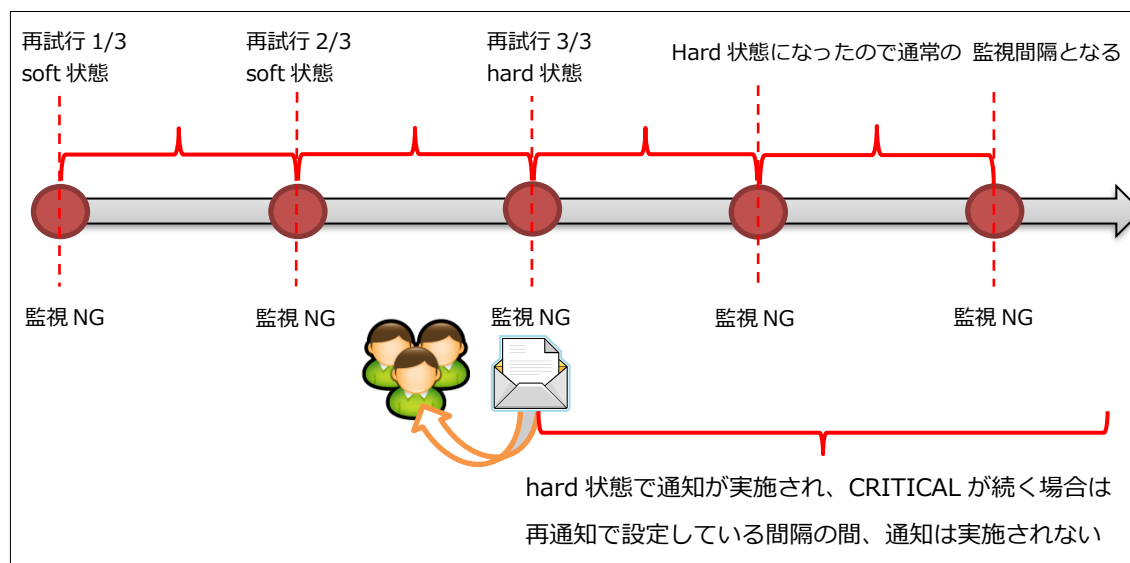 再試行 1/3
soft 状態
再試行 2/3
soft 状態
再試行 3/3
hard 状態
Hard 状態になったので通常の 監視間隔となる
監視 NG
監視 NG
監視 NG
監視 NG
監視 NG
hard 状態で通知が実施され、CRITICAL が続く場合は
再通知で設定している間隔の間、通知は実施されない